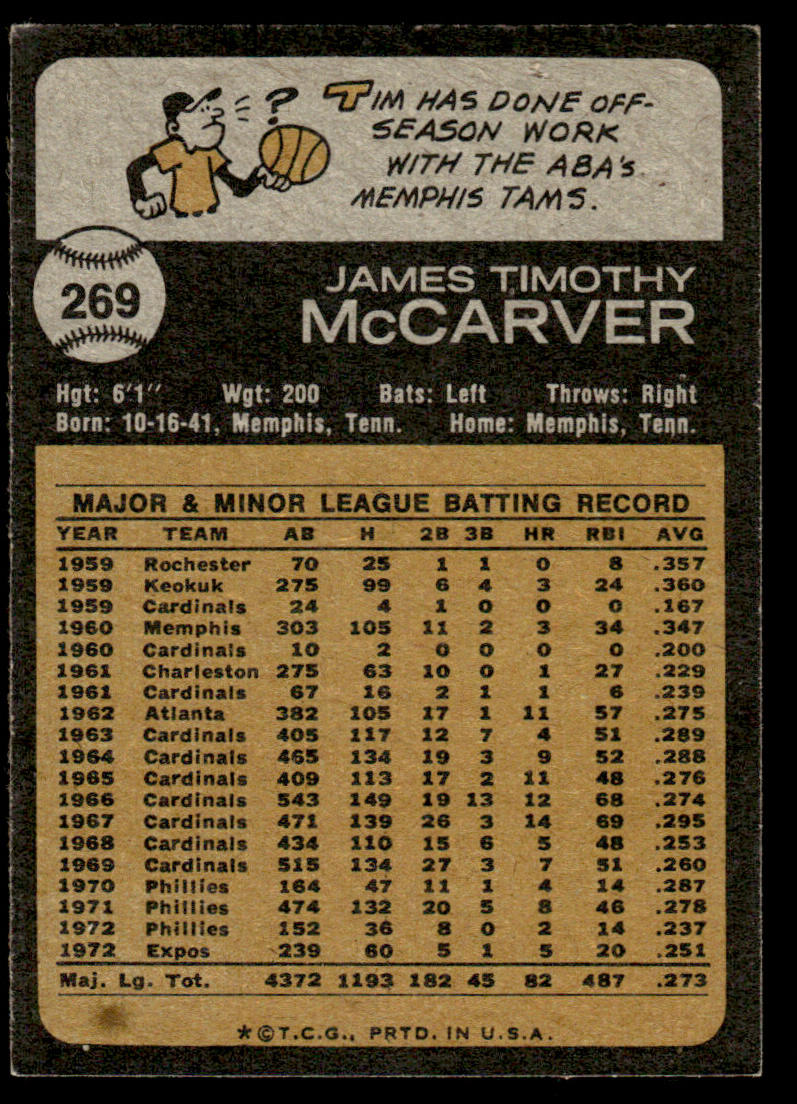 ?
TIM HAS DONE OFF-
SEASON WORK
WITH THE ABA'S
MEMPHIS TAMS.
269
JAMES TIMOTHY
McCARVER
Hgt: 6'1" Wgt: 200 Bats: Left Throws: Right
Born: 10-16-41, Memphis, Tenn. Home: Memphis, Tenn.
MAJOR & MINOR LEAGUE BATTING RECORD
YEAR TEAM AB H 2B 3B HR RBI AVG
1959 Rochester 70 25 1 1 0 8 .357
1959 Keokuk 275 99 6 4 3 24 .360
1959 Cardinals 24 4 1 0 0 0 .167
1960 Memphis 303 105 11 2 3 34 .347
1960 Cardinals 10 2 0 0 0 0 .200
1961 Charleston 275 63 10 0 1 27 .229
1961 Cardinals 67 16 2 1 1 6 .239
1962 Atlanta 382 105 17 1 11 57 .275
1963 Cardinals 405 117 12 7 4 51 .289
1964 Cardinals 465 134 19 3 9 52 .288
1965 Cardinals 409 113 17 2 11 48 .276
1966 Cardinals 543 149 19 13 12 68 .274
1967 Cardinals 471 139 26 3 14 69 .295
1968 Cardinals 434 110 15 6 5 48 .253
1969 Cardinals 515 134 27 3 7 51 .260
1970 Phillies 164 47 11 1 4 14 .287
1971 Phillies 474 132 20 5 8 46 .278
1972 Phillies 152 36 8 0 2 14 .237
1972 Expos 239 60 5 1 5 20 .251
Maj. Lg. Tot. 4372 1193 182 45 82 487 .273
*©T.C.G., PRTD. IN U.S.A.